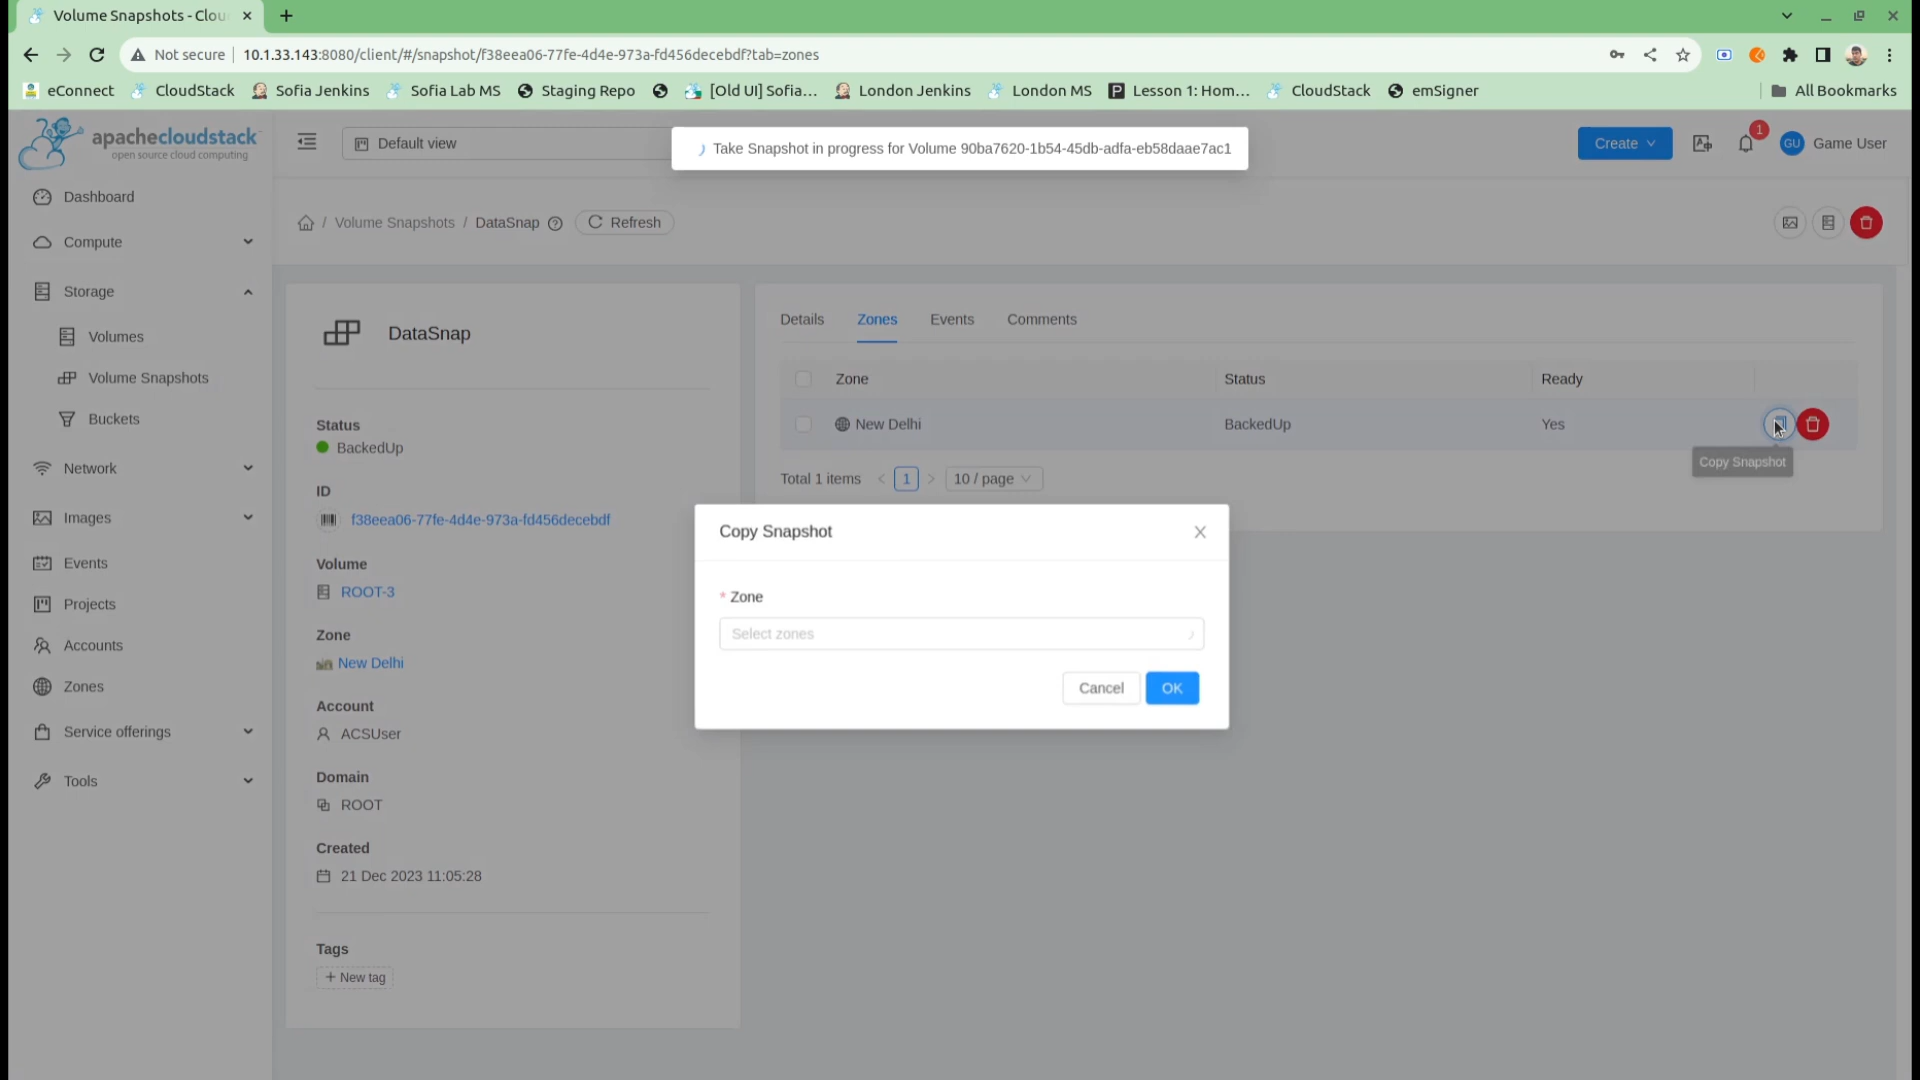 Volume Snapshots - Clou
Not secure
10.1.33.143:8080/client/#/snapshot/f38eea06-77fe-4d4e-973a-fd456decebdf?tab=zones
eConnect
CloudStack
Sofia Jenkins
Sofia Lab MS
Staging Repo
[Old UI] Sofia...
London Jenkins
London MS
Lesson 1: Hom...
CloudStack
emSigner
All Bookmarks
apachecloudstack
open source cloud computing
Default view
Take Snapshot in progress for Volume 90ba7620-1b54-45db-adfa-eb58daae7ac1
Create
1
GU
Game User
Dashboard
Compute
Storage
Volumes
Volume Snapshots
Buckets
Network
Images
Events
Projects
Accounts
Zones
Service offerings
Tools
/ Volume Snapshots / DataSnap
Refresh
DataSnap
Status
BackedUp
ID
f38eea06-77fe-4d4e-973a-fd456decebdf
Volume
ROOT-3
Zone
New Delhi
Account
ACSUser
Domain
ROOT
Created
21 Dec 2023 11:05:28
Tags
+ New tag
Details
Zones
Events
Comments
Zone
Status
Ready
New Delhi
BackedUp
Yes
Copy Snapshot
Total 1 items
< 1 >
10 / page
Copy Snapshot
* Zone
Select zones
Cancel
OK